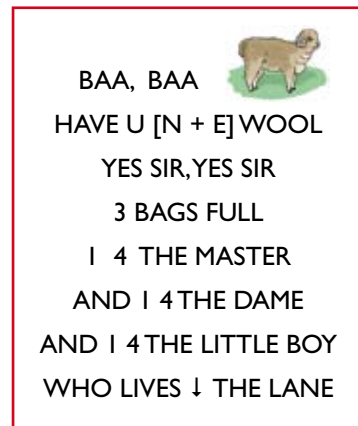 BAA, BAA
HAVE U [N + E] WOOL
YES SIR, YES SIR
3 BAGS FULL
1 4 THE MASTER
AND 1 4 THE DAME
AND 1 4 THE LITTLE BOY
WHO LIVES ↓ THE LANE